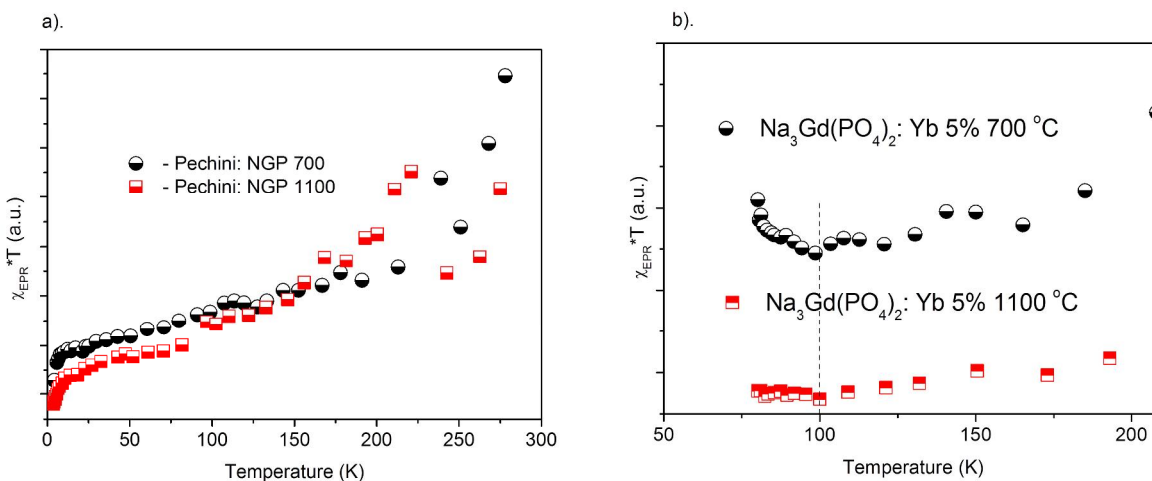 a).
χEPR*T (a.u.)
- Pechini: NGP 700
- Pechini: NGP 1100
0 50 100 150 200 250 300
Temperature (K)
b).
χEPR*T (a.u.)
Na3Gd(PO4)2: Yb 5% 700 °C
Na3Gd(PO4)2: Yb 5% 1100 °C
50 100 150 200
Temperature (K)